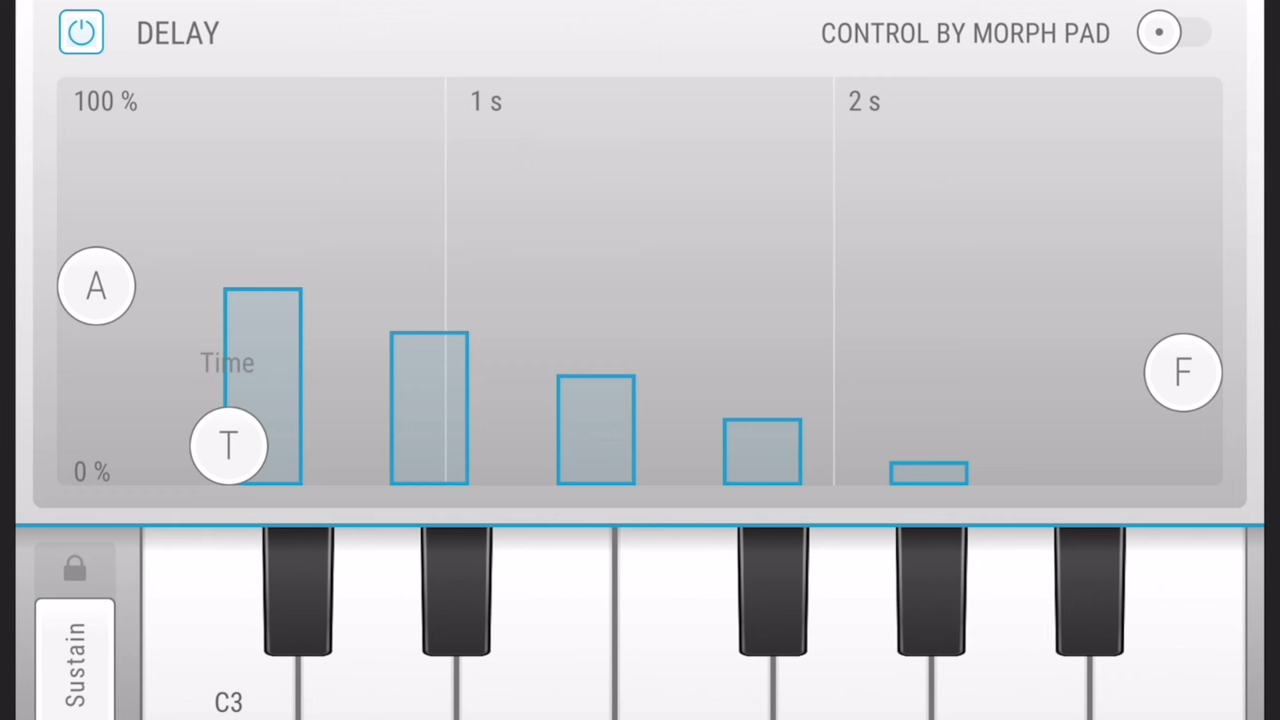 DELAY
CONTROL BY MORPH PAD
100 %
1 s
2 s
A
Time
F
T
0 %
Sustain
C3